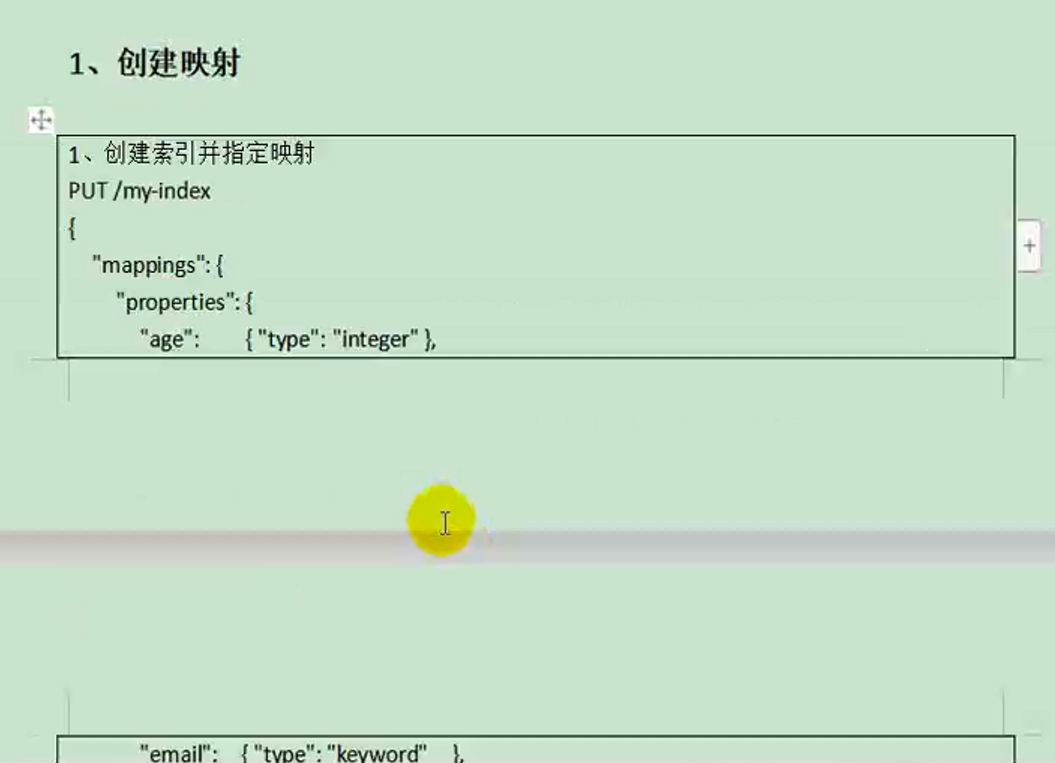 1、创建映射
1、创建索引并指定映射
PUT /my-index
{
"mappings": {
"properties": {
"age": { "type": "integer" },
"email": { "type": "keyword" },